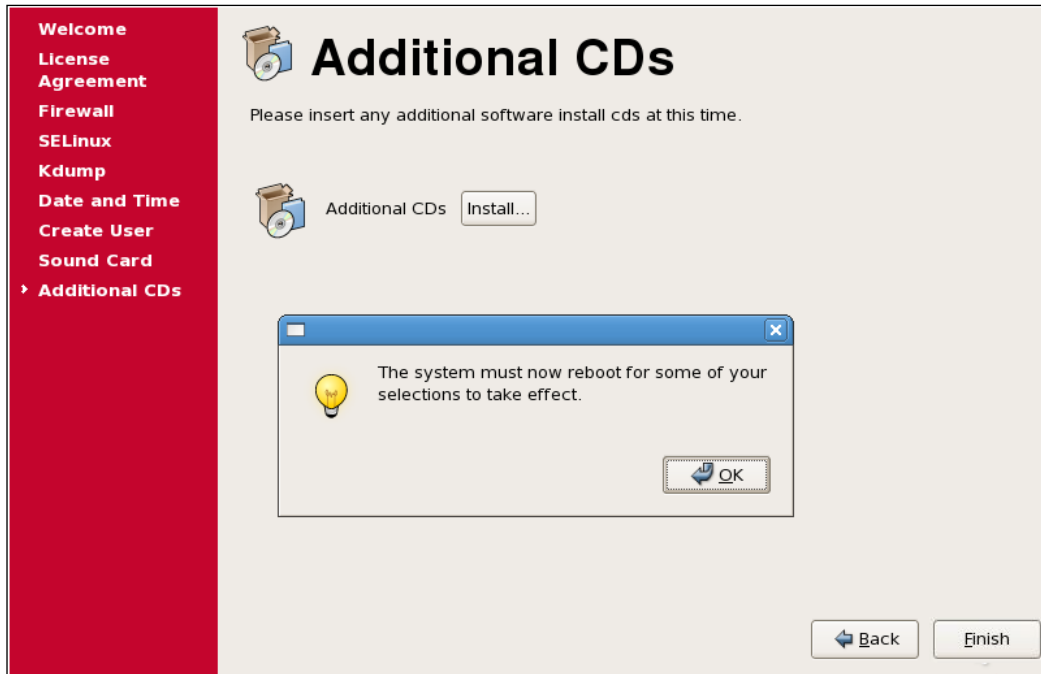 Welcome
License
Agreement
Firewall
SELinux
Kdump
Date and Time
Create User
Sound Card
Additional CDs
Additional CDs
Please insert any additional software install cds at this time.
Additional CDs Install...
The system must now reboot for some of your
selections to take effect.
OK
Back Finish